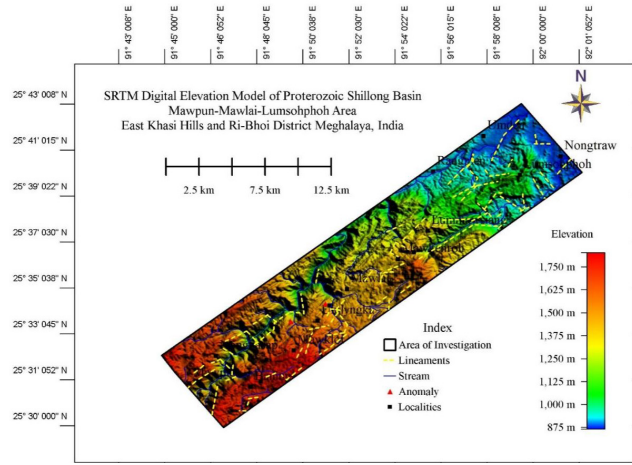 91° 43 008" E
91° 45 000" E
91° 46 052" E
91° 50 038" E
91° 52 030" E
91° 54 022" E
91° 56 015" E
91° 58 008" E
92° 00 000" E
92° 01 052" E
N
25° 43 008" N
25° 41 015" N
25° 39 022" N
25° 37 030" N
25° 35 038" N
25° 33 045" N
25° 31 052" N
25° 30 000" N
SRTM Digital Elevation Model of Proterozoic Shillong Basin
Mawpun-Mawlai-Lumsohphoh Area
East Khasi Hills and Ri-Bhoi District Meghalaya, India
2.5 km 7.5 km 12.5 km
Nongtraw
Elevation
1,750 m
1,625 m
1,500 m
1,375 m
1,250 m
1,125 m
1,000 m
875 m
Index
Area of Investigation
Lineaments
Stream
Anomaly
Localities